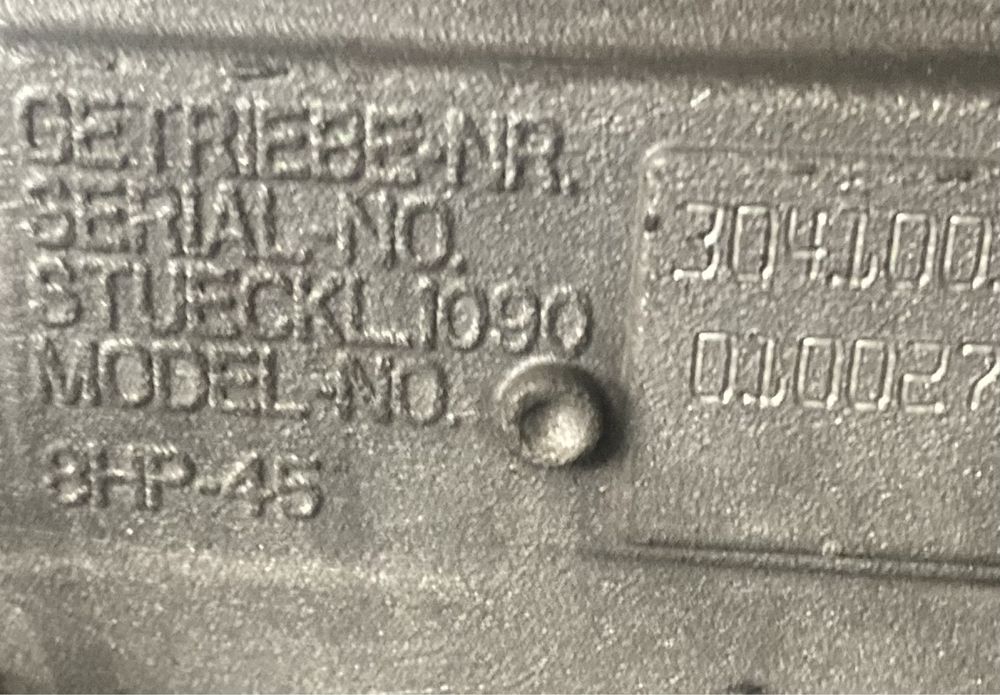 GETRIEBE-NR.
SERIAL-NO.
STUECKL.1090
MODEL-NO.
8HP-45
304100
010027